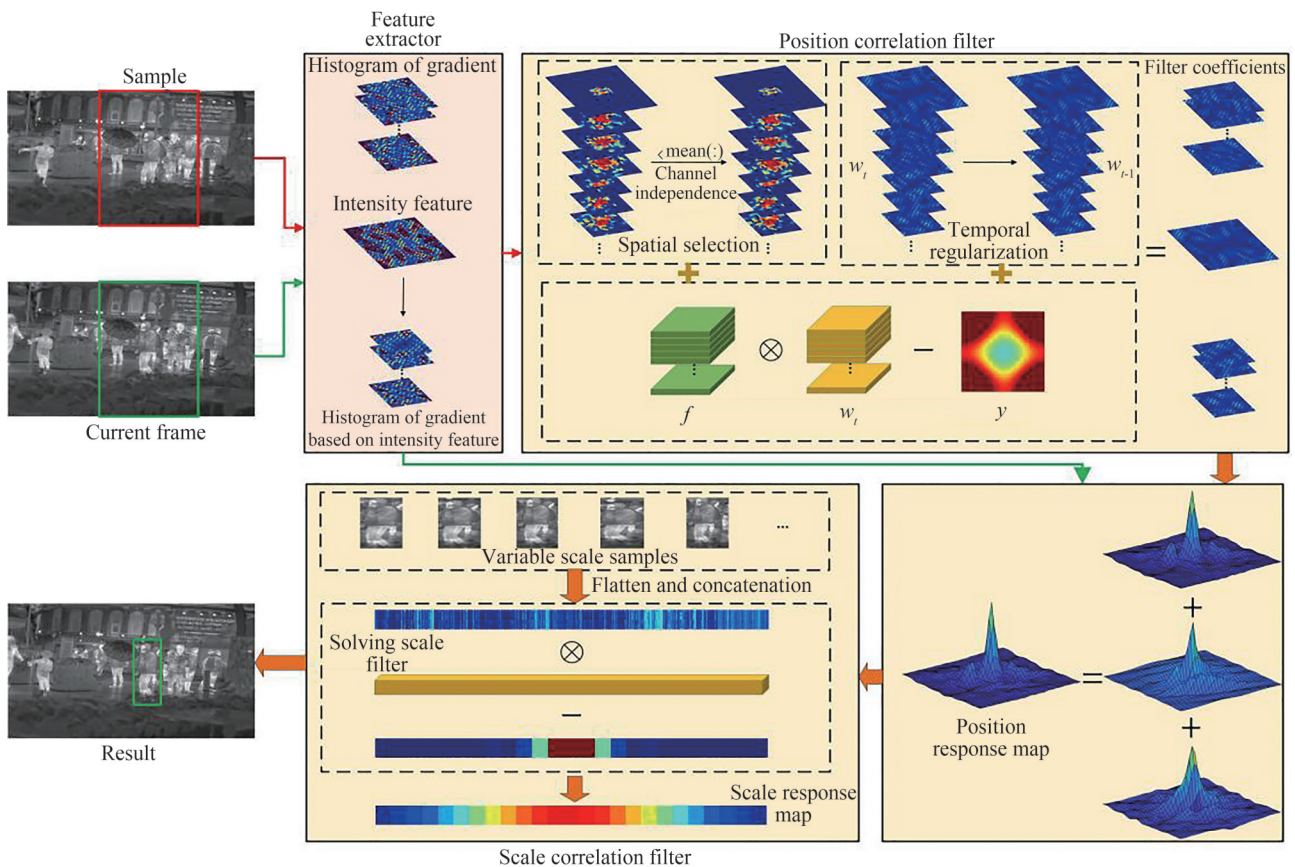 Sample
Current frame
Feature
extractor
Histogram of gradient
Intensity feature
Histogram of gradient
based on intensity feature
Position correlation filter
<mean(:)
Channel
independence
Spatial selection
w_t
w_{t-1}
Temporal
regularization
Filter coefficients
=
+
+
f
⊗
w_t
−
y
Variable scale samples
...
Flatten and concatenation
Solving scale
filter
⊗
−
Scale response
map
Scale correlation filter
Position
response map
=
+
+
Result